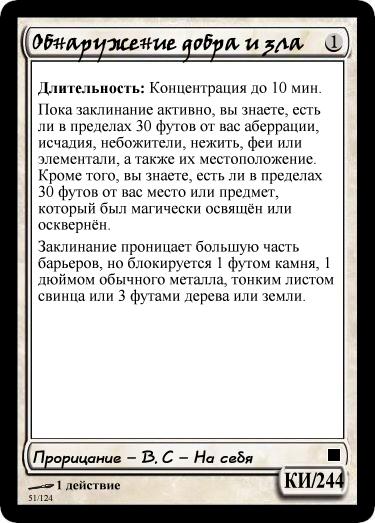 Обнаружение добра и зла 1
Длительность: Концентрация до 10 мин.
Пока заклинание активно, вы знаете, есть
ли в пределах 30 футов от вас аберрации,
исчадия, небожители, нежить, феи или
элементали, а также их местоположение.
Кроме того, вы знаете, есть ли в пределах
30 футов от вас место или предмет,
который был магически освящён или
осквернён.
Заклинание проницает большую часть
барьеров, но блокируется 1 футом камня, 1
дюймом обычного металла, тонким листом
свинца или 3 футами дерева или земли.
Прорицание – В, С – На себя
КИ/244
1 действие
51/124